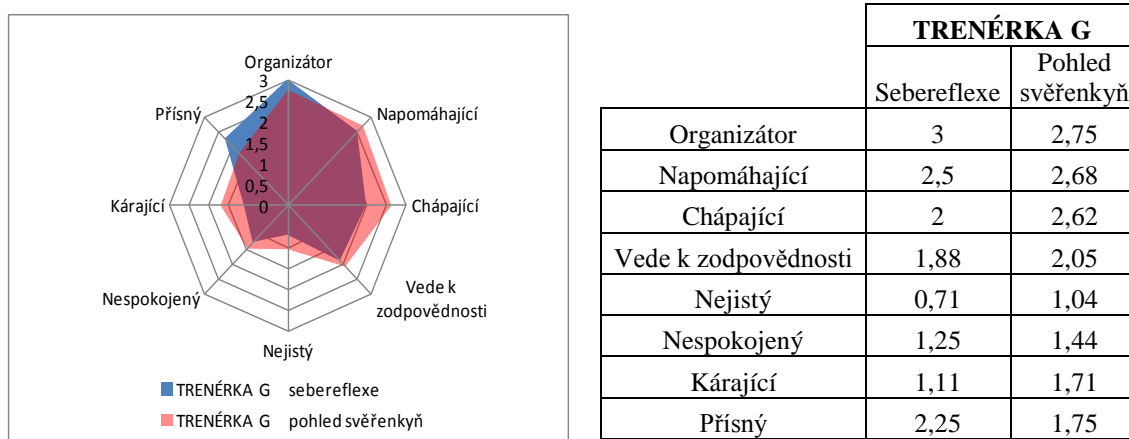 Organizátor
3
2,5
2
1,5
1
0,5
0
Napomáhající
Chápající
Vede k
zodpovědnosti
Nejistý
Nespokojený
Kárající
Přísný
TRENÉRKA G sebereflexe
TRENÉRKA G pohled svěřenkyň
TRENÉRKA G
Sebereflexe Pohled
svěřenkyň
Organizátor 3 2,75
Napomáhající 2,5 2,68
Chápající 2 2,62
Vede k zodpovědnosti 1,88 2,05
Nejistý 0,71 1,04
Nespokojený 1,25 1,44
Kárající 1,11 1,71
Přísný 2,25 1,75